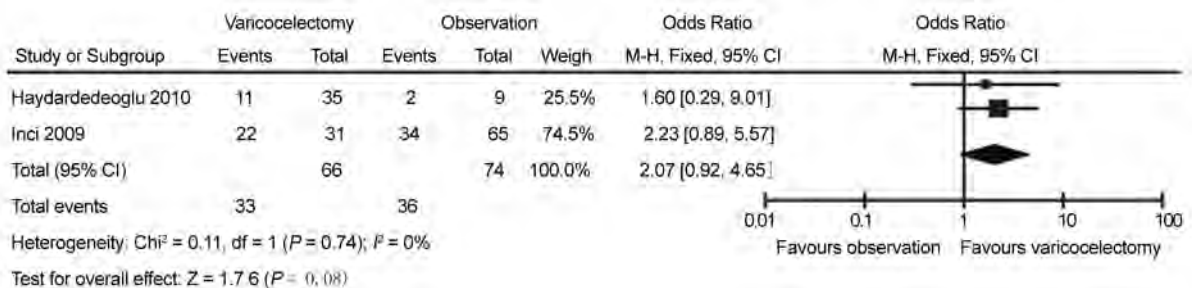 Varicocelectomy Observation Odds Ratio Odds Ratio
Study or Subgroup Events Total Events Total Weigh M-H, Fixed, 95% CI M-H, Fixed, 95% CI
Haydardedeoglu 2010 11 35 2 9 25.5% 1.60 [0.29, 9.01]
Inci 2009 22 31 34 65 74.5% 2.23 [0.89, 5.57]
Total (95% CI) 66 74 100.0% 2.07 [0.92, 4.65]
Total events 33 36
0.01 0.1 1 10 100
Heterogeneity: Chi² = 0.11, df = 1 (P = 0.74); I² = 0%
Favours observation Favours varicocelectomy
Test for overall effect: Z = 1.7 6 (P = 0, 08)